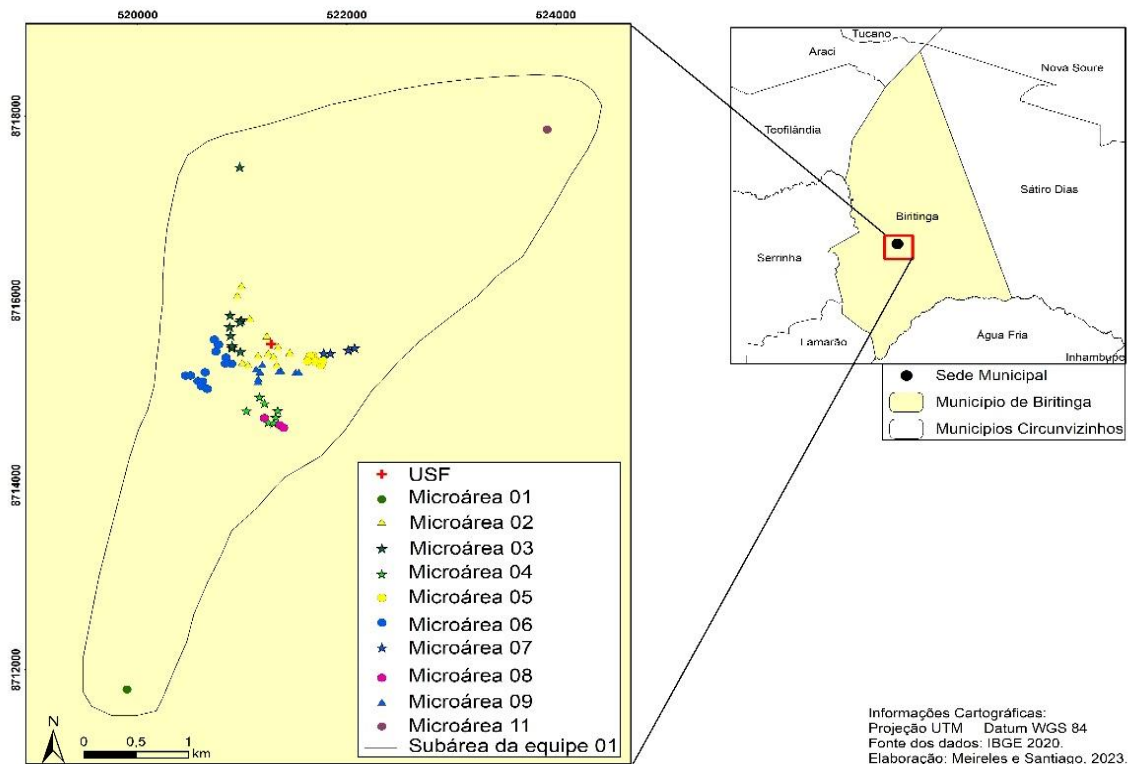 520000 522000 524000
8718000
8716000
8714000
8712000
USF
Microárea 01
Microárea 02
Microárea 03
Microárea 04
Microárea 05
Microárea 06
Microárea 07
Microárea 08
Microárea 09
Microárea 11
Subárea da equipe 01
N
0 0,5 1
km
Tucano
Araci
Nova Soure
Teofilândia
Sátiro Dias
Biritinga
Serrinha
Água Fria
Lamarão
Inhambupe
Sede Municipal
Município de Biritinga
Municipios Circunvizinhos
Informações Cartográficas:
Projeção UTM Datum WGS 84
Fonte dos dados: IBGE 2020.
Elaboração: Meireles e Santiago, 2023.